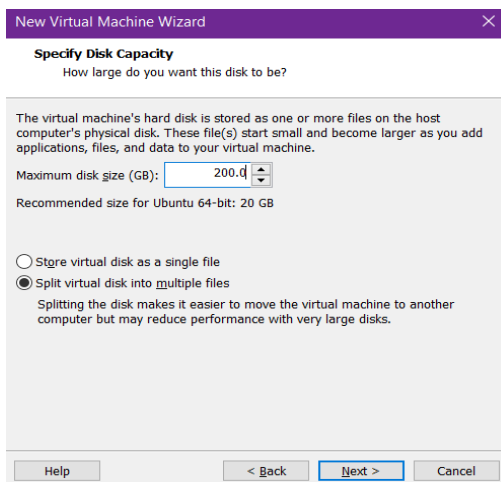 New Virtual Machine Wizard
Specify Disk Capacity
How large do you want this disk to be?
The virtual machine's hard disk is stored as one or more files on the host
computer's physical disk. These file(s) start small and become larger as you add
applications, files, and data to your virtual machine.
Maximum disk size (GB): 200.0
Recommended size for Ubuntu 64-bit: 20 GB
Store virtual disk as a single file
Split virtual disk into multiple files
Splitting the disk makes it easier to move the virtual machine to another
computer but may reduce performance with very large disks.
Help < Back Next > Cancel